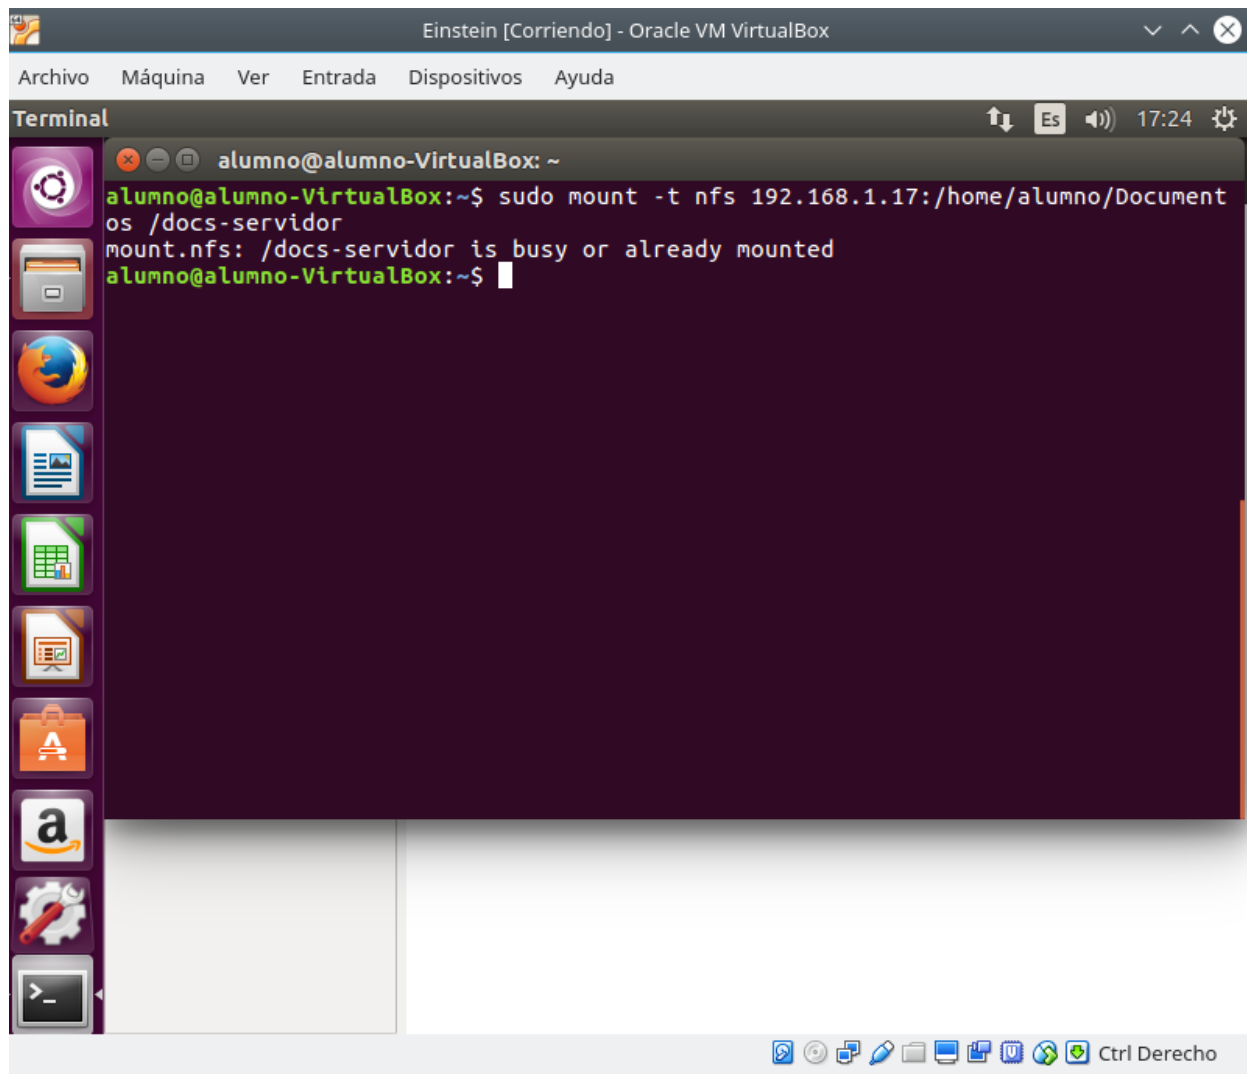 Einstein [Corriendo] - Oracle VM VirtualBox
Archivo Máquina Ver Entrada Dispositivos Ayuda
Terminal Es 17:24
alumno@alumno-VirtualBox: ~
alumno@alumno-VirtualBox:~$ sudo mount -t nfs 192.168.1.17:/home/alumno/Document
os /docs-servidor
mount.nfs: /docs-servidor is busy or already mounted
alumno@alumno-VirtualBox:~$
Ctrl Derecho